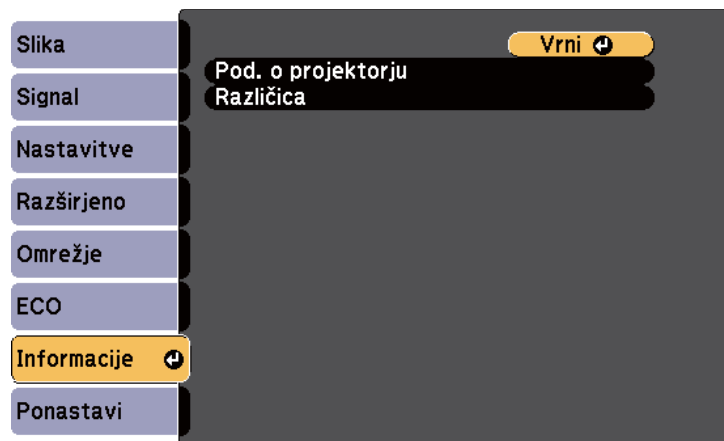 Slika
Signal
Nastavitve
Razširjeno
Omrežje
ECO
Informacije
Ponastavi
Vrni
Pod. o projektorju
Različica